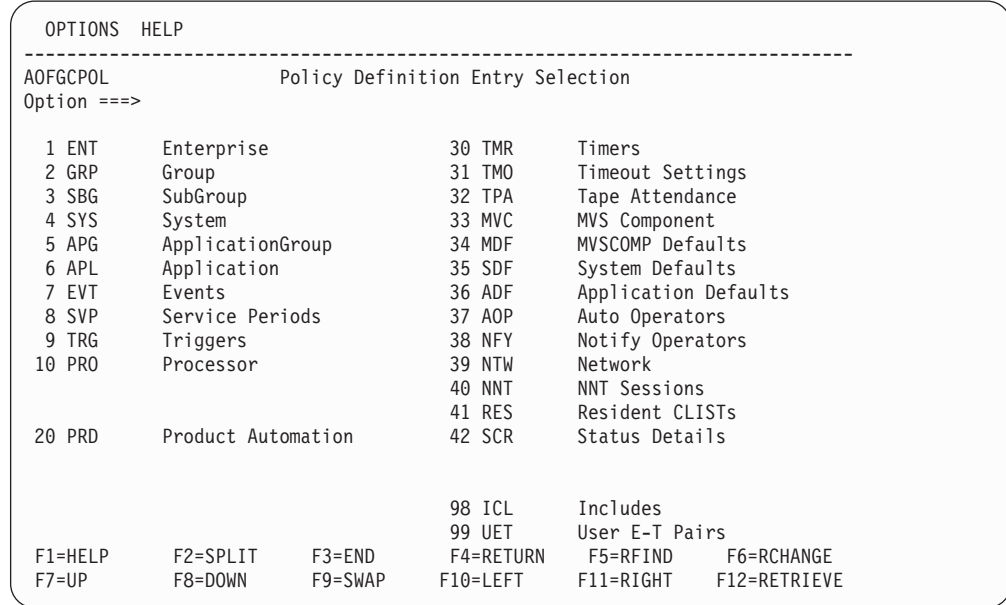 OPTIONS  HELP
------------------------------------------------------------------------------
AOFGCPOL                Policy Definition Entry Selection
Option ===>
 1 ENT     Enterprise                 30 TMR     Timers
 2 GRP     Group                      31 TMO     Timeout Settings
 3 SBG     SubGroup                   32 TPA     Tape Attendance
 4 SYS     System                     33 MVC     MVS Component
 5 APG     ApplicationGroup           34 MDF     MVSCOMP Defaults
 6 APL     Application                35 SDF     System Defaults
 7 EVT     Events                     36 ADF     Application Defaults
 8 SVP     Service Periods            37 AOP     Auto Operators
 9 TRG     Triggers                   38 NFY     Notify Operators
10 PRO     Processor                  39 NTW     Network
                                      40 NNT     NNT Sessions
                                      41 RES     Resident CLISTs
20 PRD     Product Automation         42 SCR     Status Details
                                      98 ICL     Includes
                                      99 UET     User E-T Pairs
F1=HELP      F2=SPLIT     F3=END       F4=RETURN    F5=RFIND     F6=RCHANGE
F7=UP        F8=DOWN      F9=SWAP     F10=LEFT     F11=RIGHT    F12=RETRIEVE